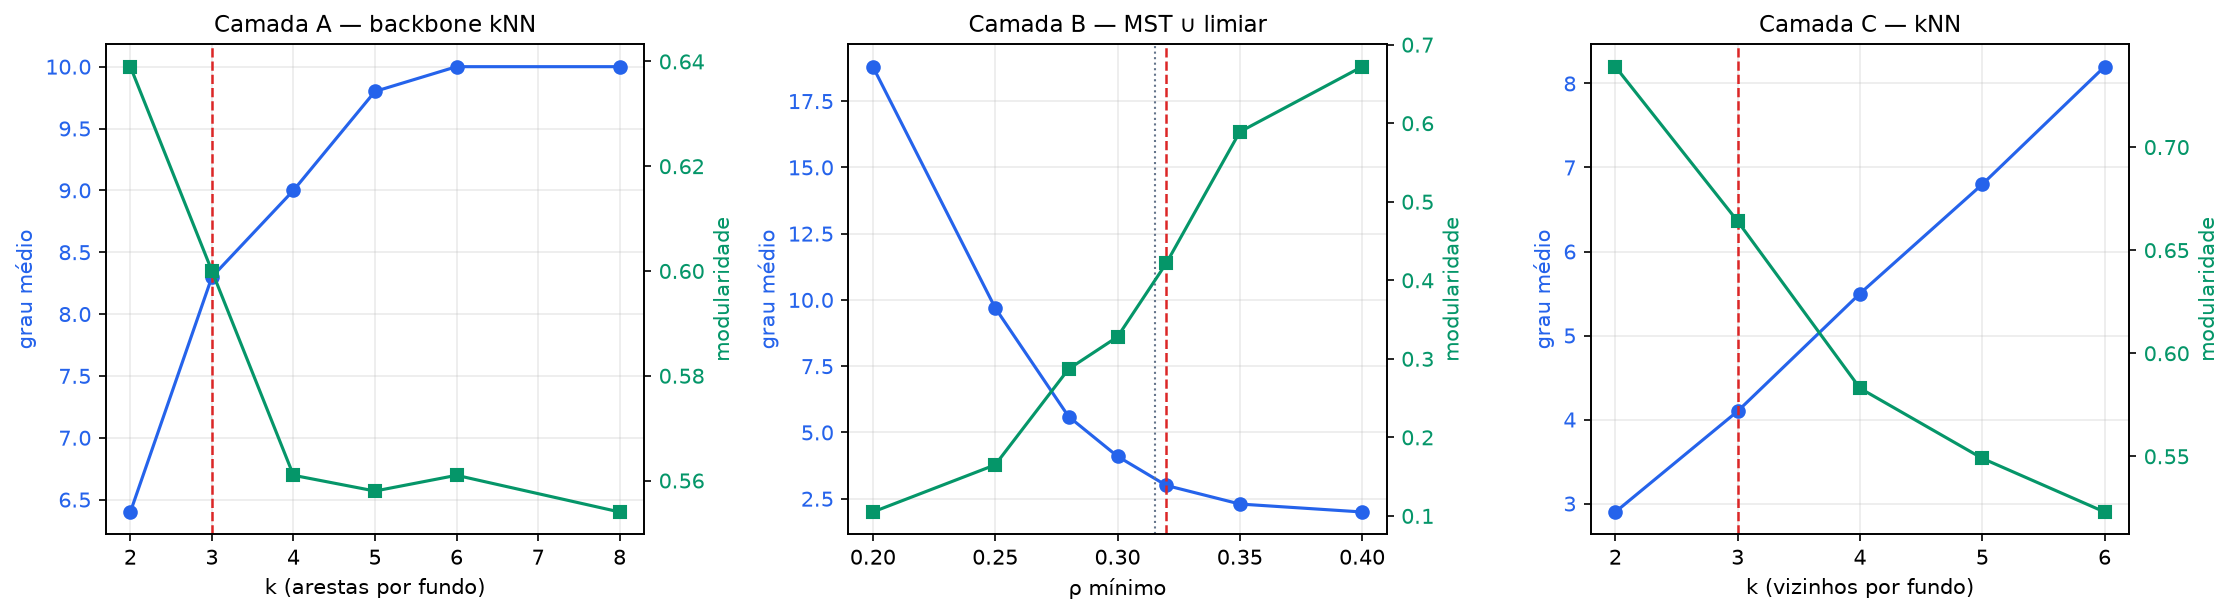 Camada A — backbone kNN
10.0
9.5
9.0
8.5
8.0
7.5
7.0
6.5
grau médio
0.64
0.62
0.60
0.58
0.56
modularidade
2 3 4 5 6 7 8
k (arestas por fundo)
Camada B — MST ∪ limiar
17.5
15.0
12.5
10.0
7.5
5.0
2.5
grau médio
0.7
0.6
0.5
0.4
0.3
0.2
0.1
modularidade
0.20 0.25 0.30 0.35 0.40
ρ mínimo
Camada C — kNN
8
7
6
5
4
3
grau médio
0.70
0.65
0.60
0.55
modularidade
2 3 4 5 6
k (vizinhos por fundo)